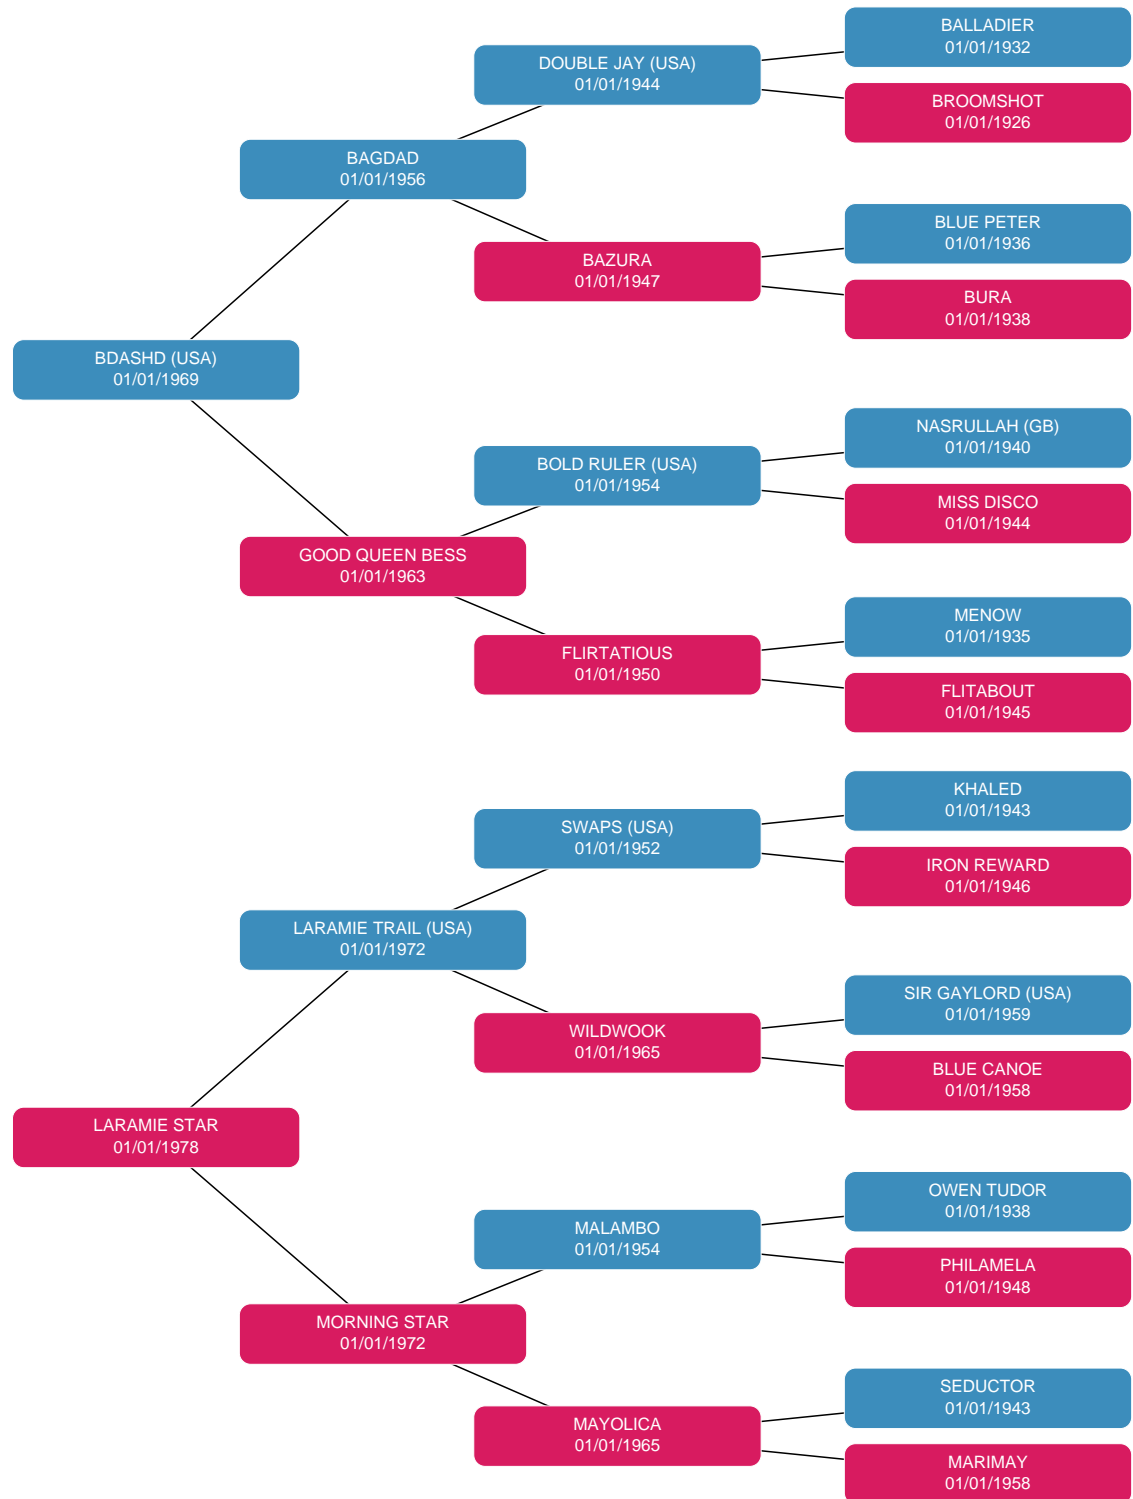 BALLADIER
01/01/1932
DOUBLE JAY (USA)
01/01/1944
BROOMSHOT
01/01/1926
BAGDAD
01/01/1956
BLUE PETER
01/01/1936
BAZURA
01/01/1947
BURA
01/01/1938
BDASHD (USA)
01/01/1969
NASRULLAH (GB)
01/01/1940
BOLD RULER (USA)
01/01/1954
MISS DISCO
01/01/1944
GOOD QUEEN BESS
01/01/1963
MENOW
01/01/1935
FLIRTATIOUS
01/01/1950
FLITABOUT
01/01/1945
KHALED
01/01/1943
SWAPS (USA)
01/01/1952
IRON REWARD
01/01/1946
LARAMIE TRAIL (USA)
01/01/1972
SIR GAYLORD (USA)
01/01/1959
WILDWOOK
01/01/1965
BLUE CANOE
01/01/1958
LARAMIE STAR
01/01/1978
OWEN TUDOR
01/01/1938
MALAMBO
01/01/1954
PHILAMELA
01/01/1948
MORNING STAR
01/01/1972
SEDUCTOR
01/01/1943
MAYOLICA
01/01/1965
MARIMAY
01/01/1958